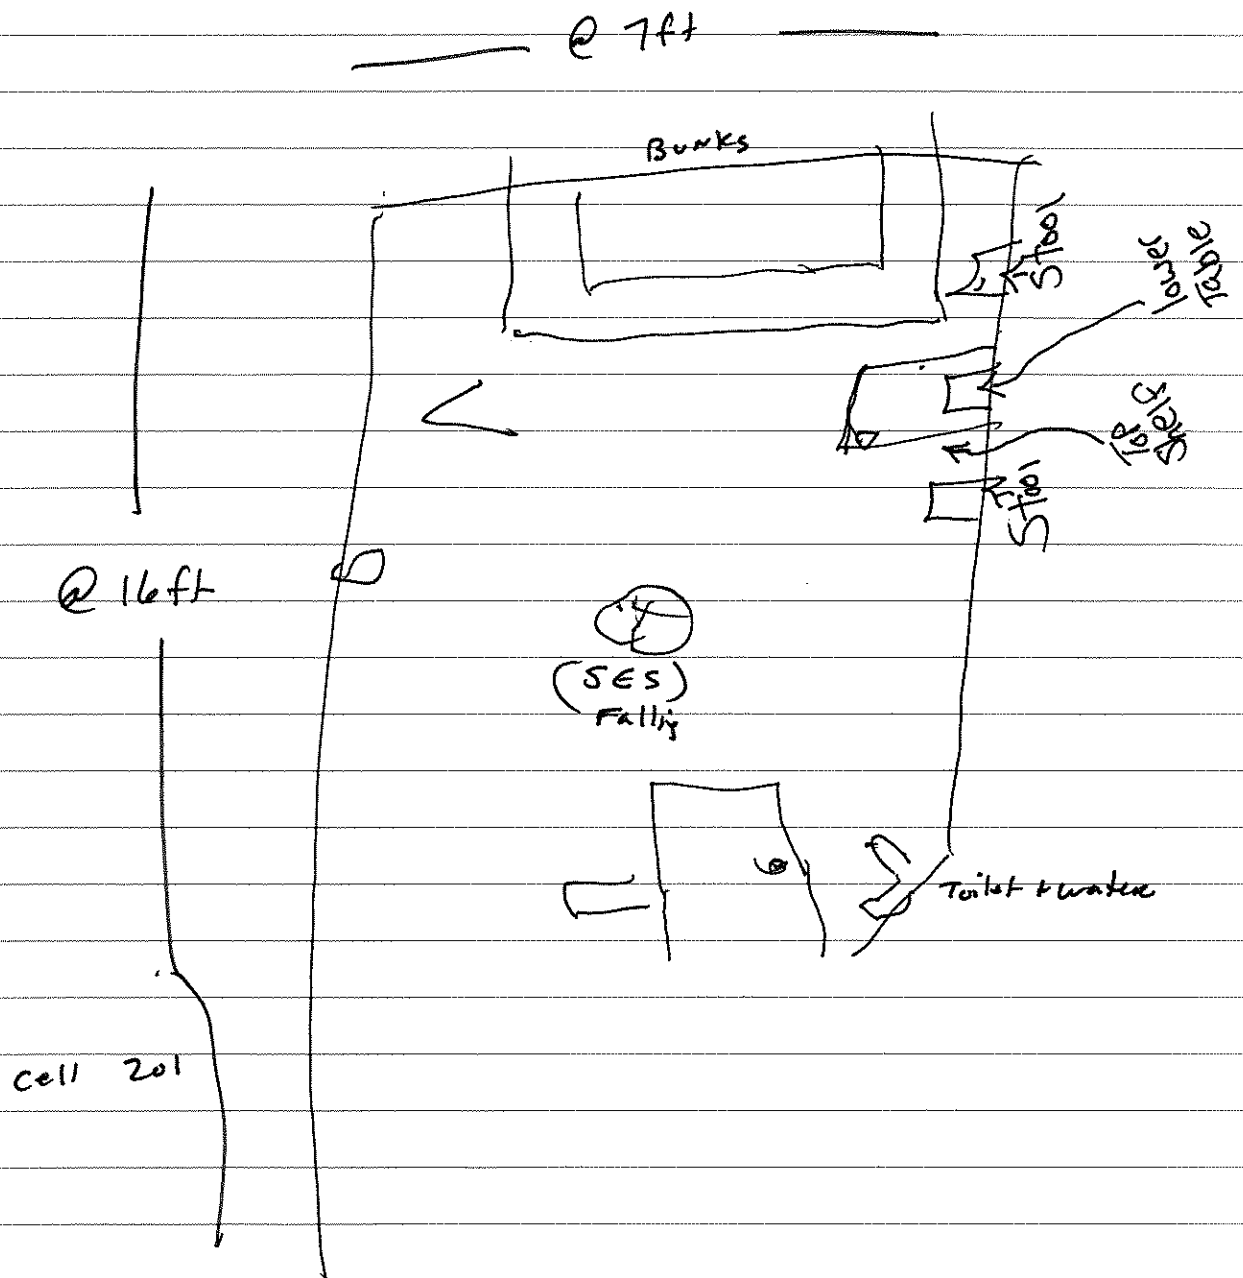 @ 7ft
Bunks
Stool
lower
Table
Top
Shelf
Stool
@ 16ft
(SES)
Falling
Toilet + water
Cell 201